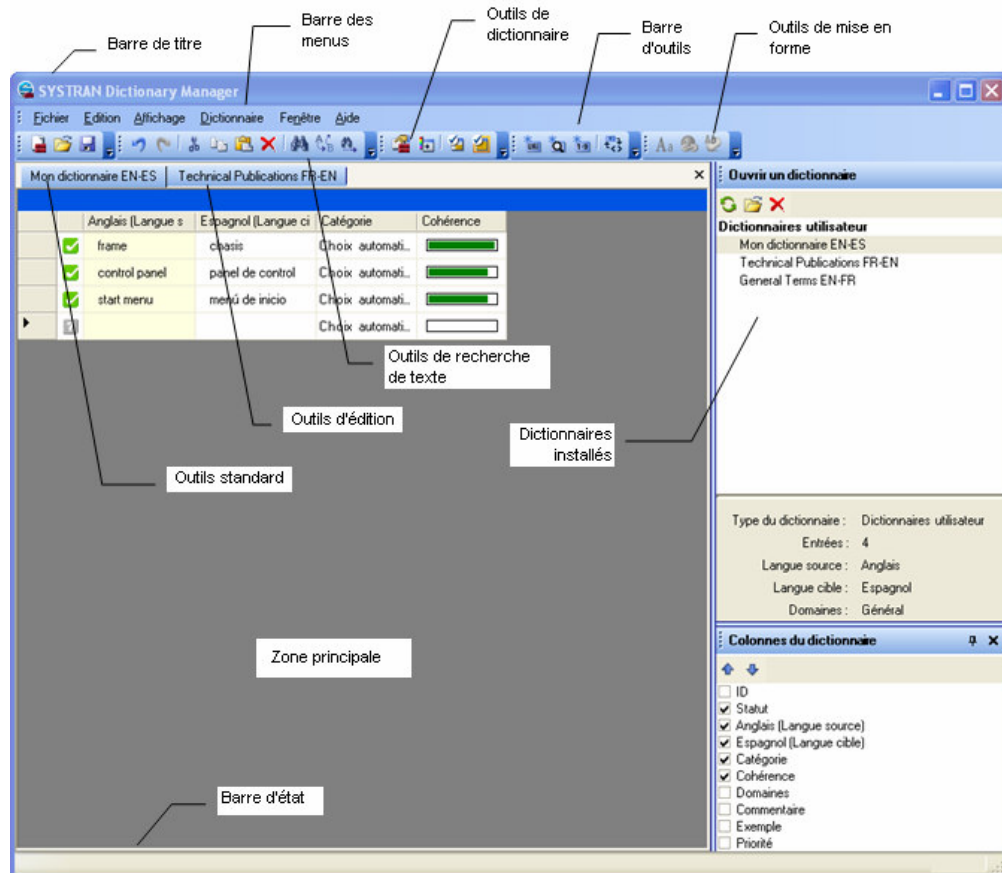 Barre de titre
Barre des
menus
Outils de
dictionnaire
Barre
d'outils
Outils de mise en
forme
SYSTRAN Dictionary Manager
Fichier Edition Affichage Dictionnaire Fenêtre Aide
Mon dictionnaire EN-ES
Technical Publications FR-EN
Anglais (Langue s
Espagnol (Langue ci
Catégorie
Cohérence
frame chasis Choix automati...
control panel panel de control Choix automati...
start menu menú de inicio Choix automati...
Choix automati...
Outils de recherche
de texte
Outils d'édition
Outils standard
Dictionnaires
installés
Zone principale
Barre d'état
Ouvrir un dictionnaire
Dictionnaires utilisateur
Mon dictionnaire EN-ES
Technical Publications FR-EN
General Terms EN-FR
Type du dictionnaire : Dictionnaires utilisateur
Entrées : 4
Langue source : Anglais
Langue cible : Espagnol
Domaines : Général
Colonnes du dictionnaire
ID
Statut
Anglais (Langue source)
Espagnol (Langue cible)
Catégorie
Cohérence
Domaines
Commentaire
Exemple
Priorité